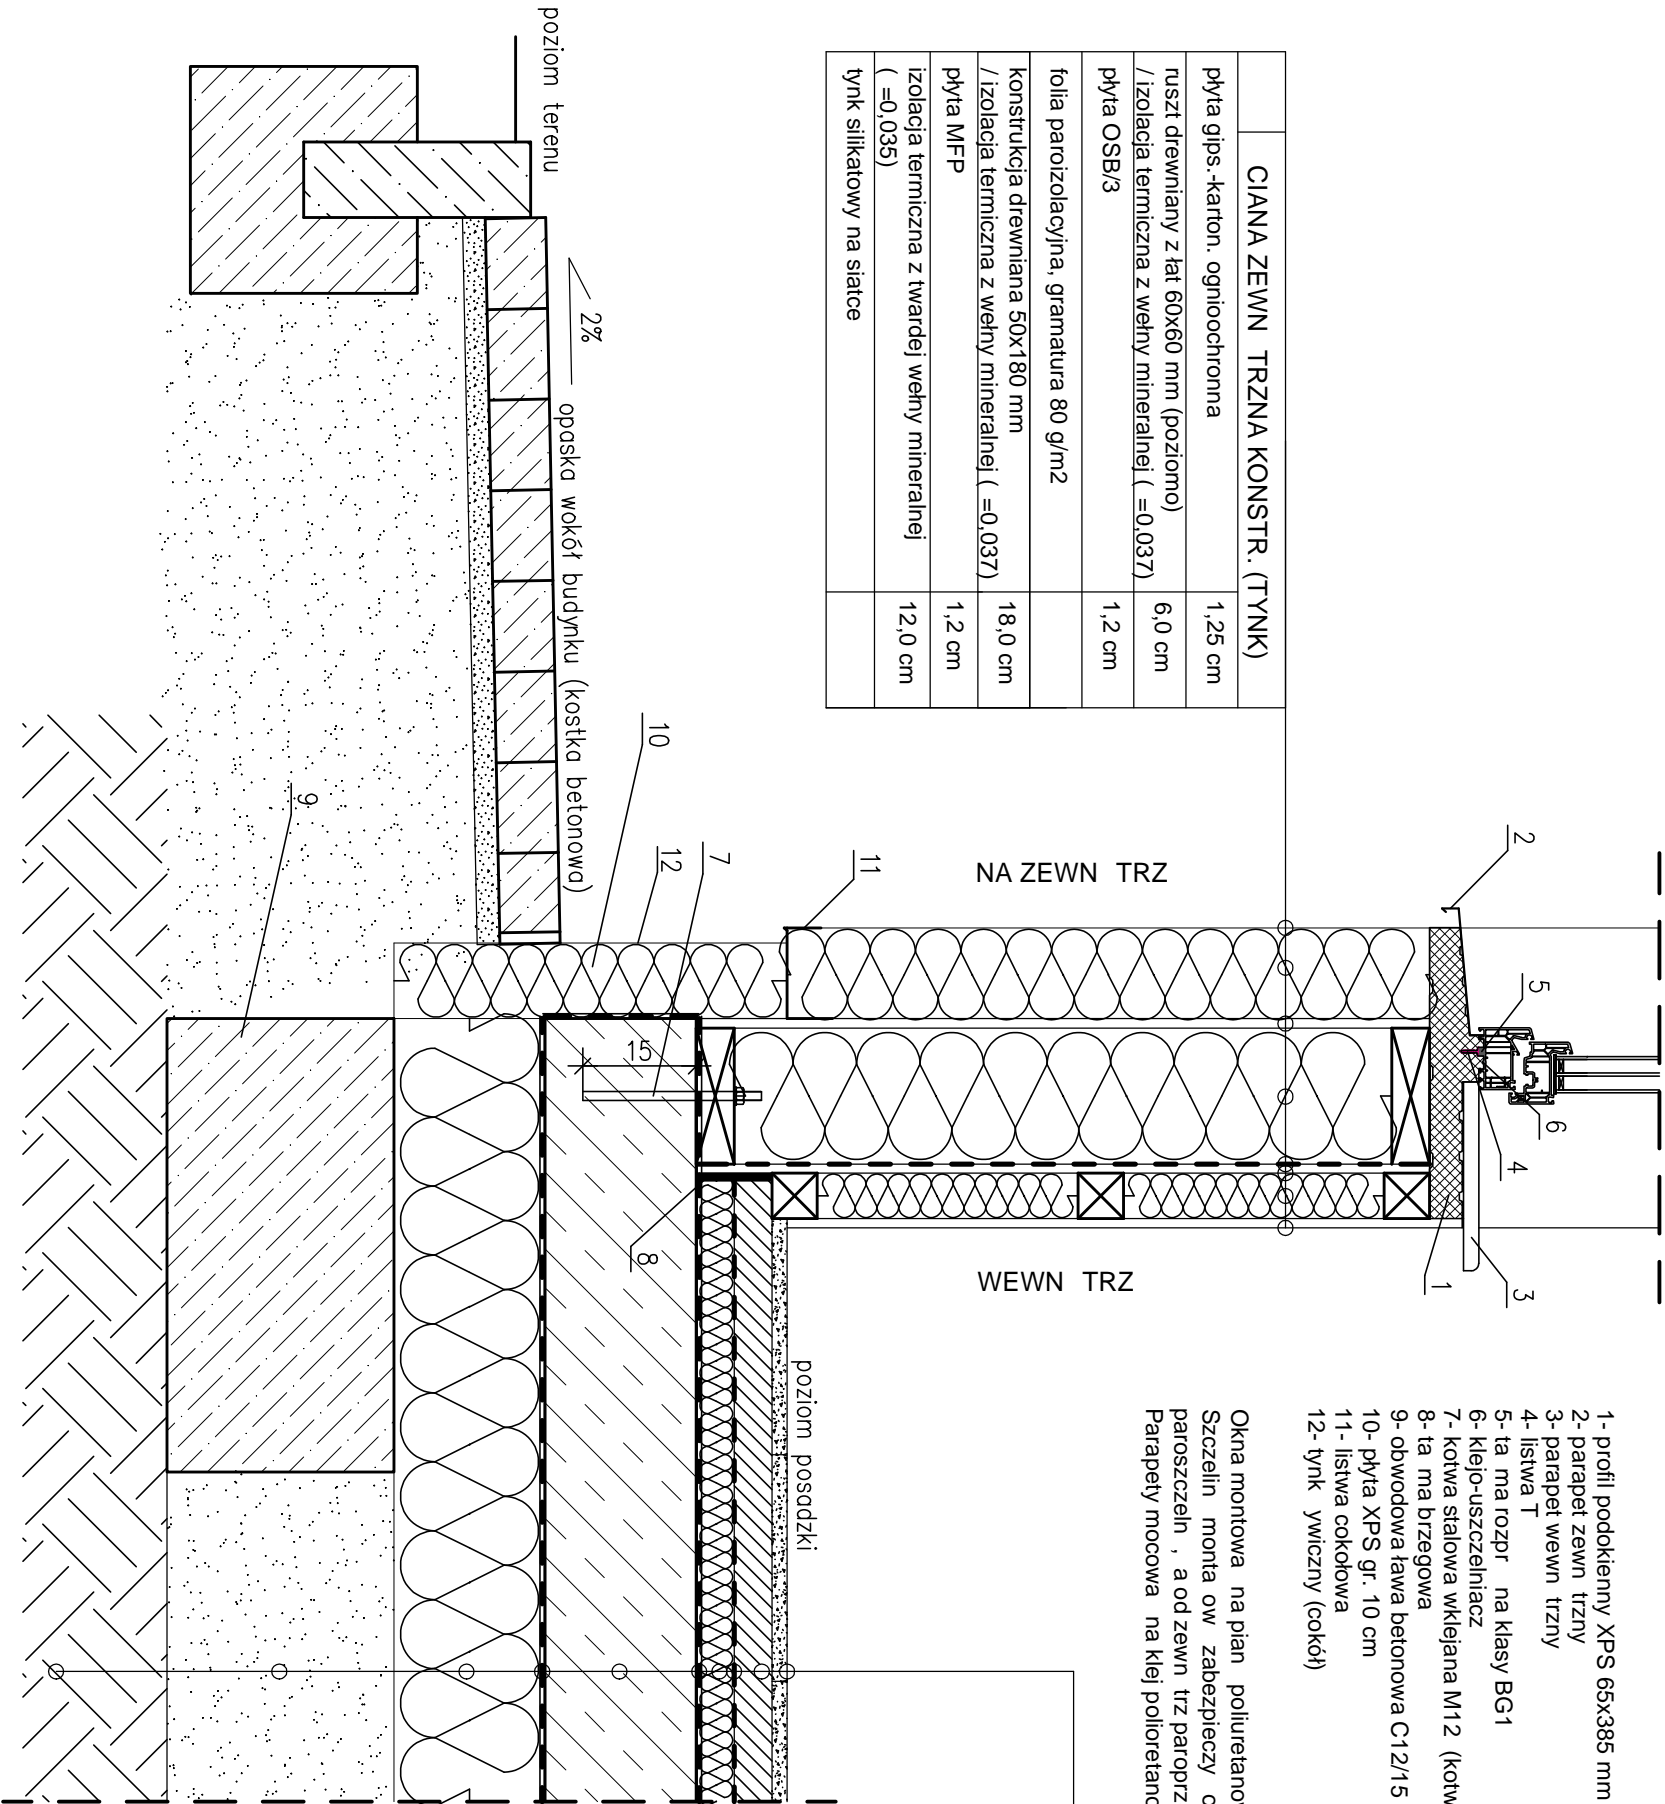 CIANA ZEWN TRZNA KONSTR. (TYNK)
płyta gips.-karton. ognioochronna 1,25 cm
ruszt drewniany z łat 60x60 mm (poziomo)
/ izolacja termiczna z wełny mineralnej ( =0,037) 6,0 cm
płyta OSB/3 1,2 cm
folia paroizolacyjna, gramatura 80 g/m2
konstrukcja drewniana 50x180 mm
/ izolacja termiczna z wełny mineralnej ( =0,037) 18,0 cm
płyta MFP 1,2 cm
izolacja termiczna z twardej wełny mineralnej
( =0,035) 12,0 cm
tynk silikatowy na siatce
1- profil podokienny XPS 65x385 mm
2- parapet zewn trzny
3- parapet wewn trzny
4- listwa T
5- ta ma rozpr na klasy BG1
6- klejo-uszczelniacz
7- kotwa stalowa wklejana M12 (kotw
8- ta ma brzegowa
9- obwodowa ława betonowa C12/15
10- płyta XPS gr. 10 cm
11- listwa cokołowa
12- tynk ywiczny (cokół)
Okna montowa na pian poliuretanow
Szczelin monta ow zabezpieczy o
paroszczeln , a od zewn trz paroprz
Parapety mocowa na klej polioretano
2
5
6
4
1
3
NA ZEWN TRZ
WEWN TRZ
11
7
12
10
15
8
9
poziom posadzki
poziom terenu
2%
opaska wokół budynku (kostka betonowa)